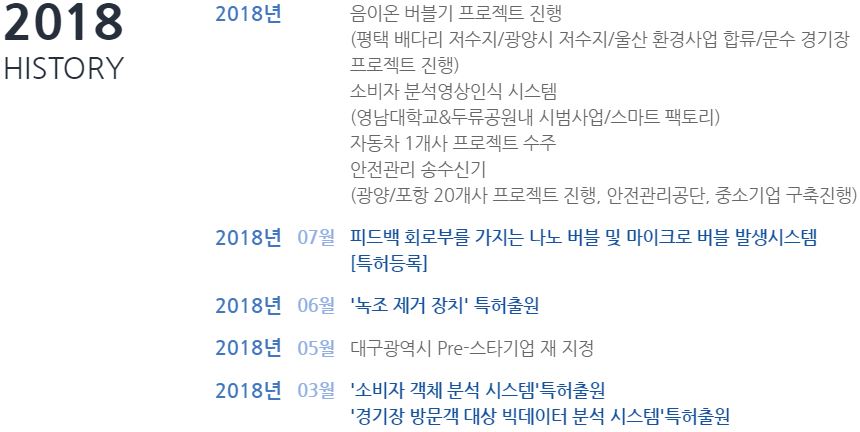 2018
HISTORY
2018년 음이온 버블기 프로젝트 진행
(평택 배다리 저수지/광양시 저수지/울산 환경사업 합류/문수 경기장
프로젝트 진행)
소비자 분석영상인식 시스템
(영남대학교&두류공원내 시범사업/스마트 팩토리)
자동차 1개사 프로젝트 수주
안전관리 송수신기
(광양/포항 20개사 프로젝트 진행, 안전관리공단, 중소기업 구축진행)
2018년 07월 피드백 회로부를 가지는 나노 버블 및 마이크로 버블 발생시스템
[특허등록]
2018년 06월 '녹조 제거 장치' 특허출원
2018년 05월 대구광역시 Pre-스타기업 재 지정
2018년 03월 '소비자 객체 분석 시스템'특허출원
'경기장 방문객 대상 빅데이터 분석 시스템'특허출원